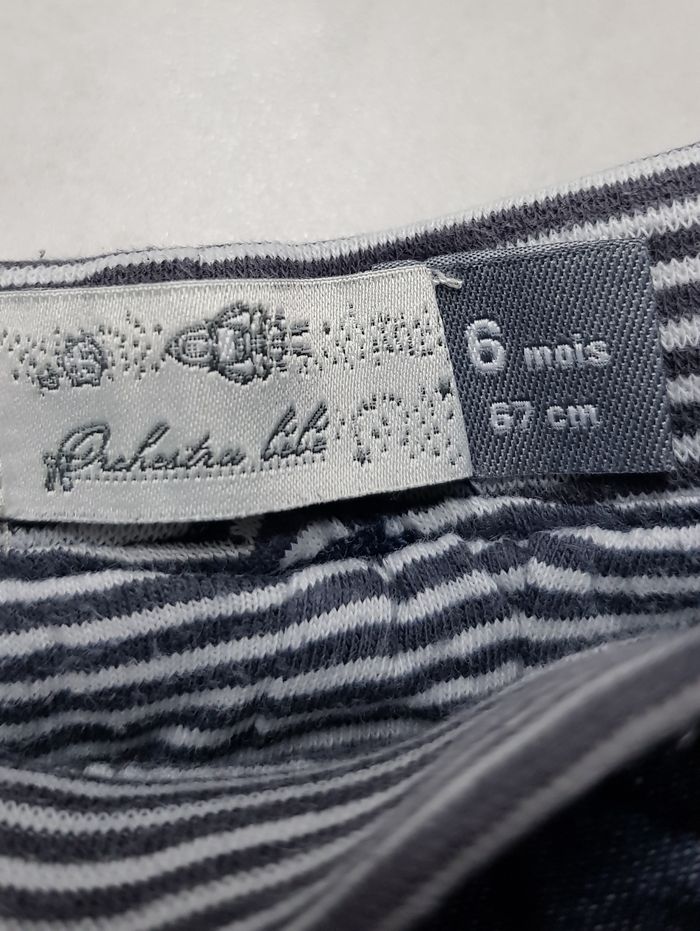 Orchestra bébé
6 mois
67 cm